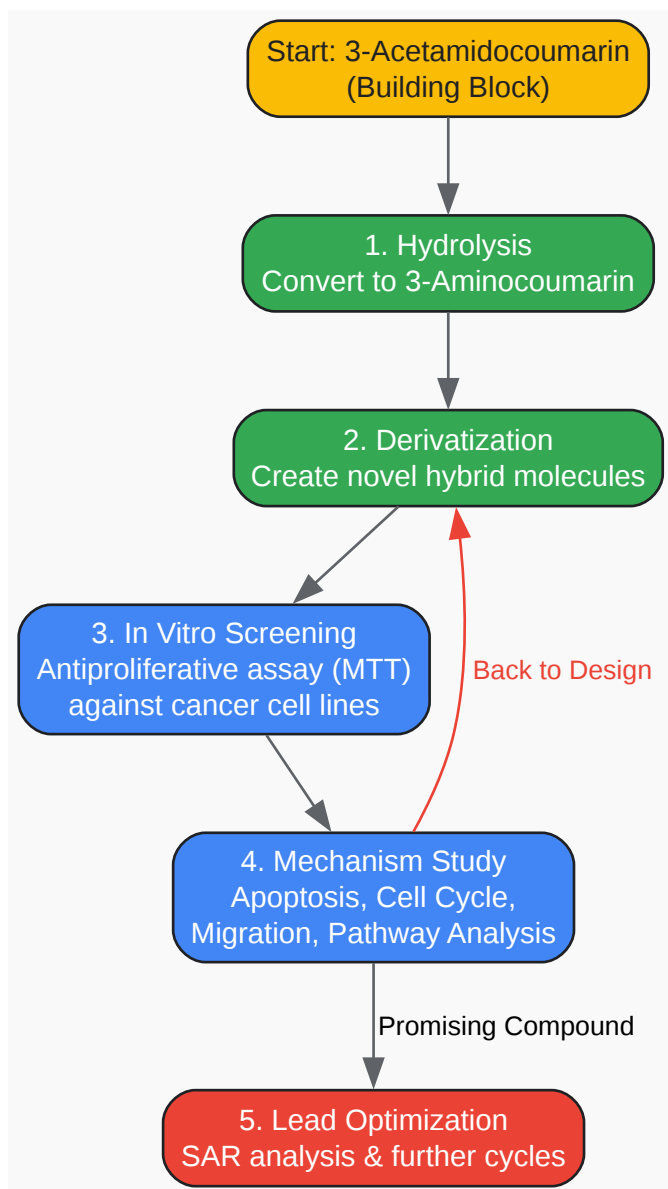 Start: 3-Acetamidocoumarin
(Building Block)
1. Hydrolysis
Convert to 3-Aminocoumarin
2. Derivatization
Create novel hybrid molecules
3. In Vitro Screening
Antiproliferative assay (MTT)
against cancer cell lines
Back to Design
4. Mechanism Study
Apoptosis, Cell Cycle,
Migration, Pathway Analysis
Promising Compound
5. Lead Optimization
SAR analysis & further cycles